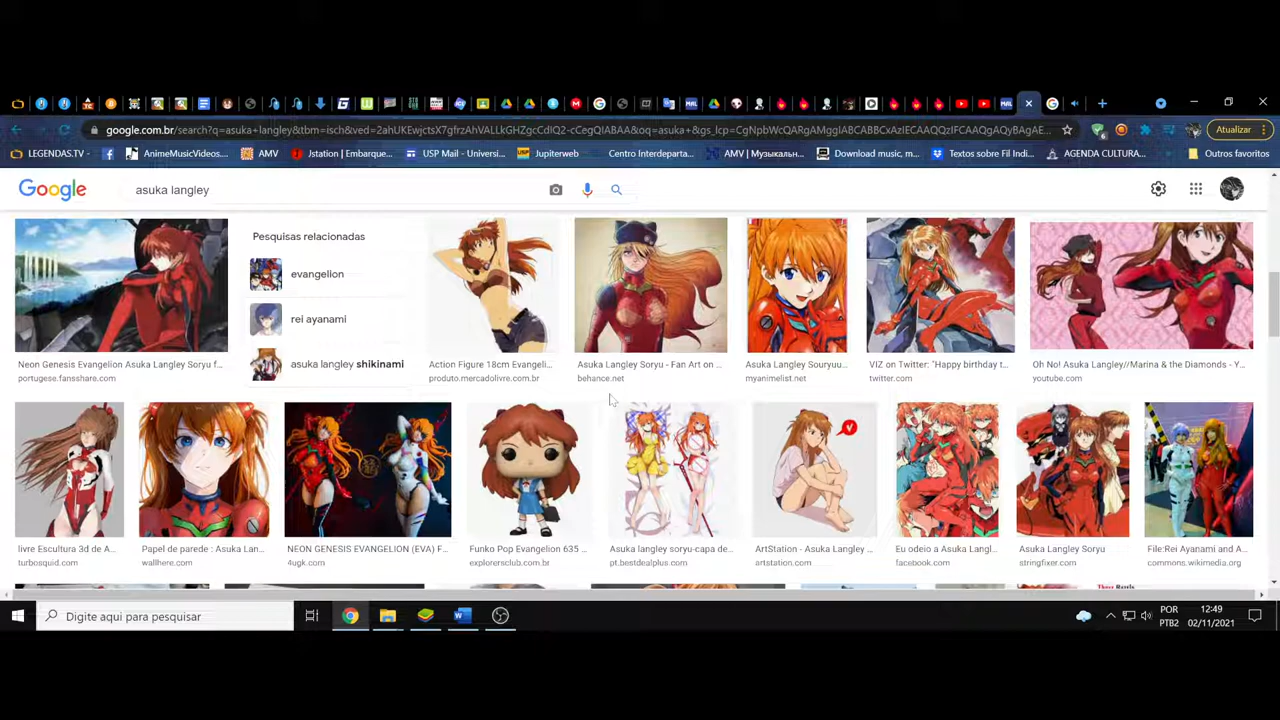 google.com.br/search?q=asuka+langley&tbm=isch&ved=2ahUKEwjctsX7gfrzAhVALLkGHZgcCdIQ2-cCegQIABAA&oq=asuka+&gs_lcp=CgNpbWcQARgAMggIABCABBCxAzIECAAQQzIFCAAQgAQyBAgAE...
Atualizar
LEGENDAS.TV -
AnimeMusicVideos....
AMV
Jstation | Embarque...
USP Mail - Universi...
Jupiterweb
Centro Interdeparta...
AMV | Музыкальн...
Download music, m...
Textos sobre Fil Indi...
AGENDA CULTURA...
Outros favoritos
Google
asuka langley
Pesquisas relacionadas
evangelion
rei ayanami
asuka langley shikinami
Neon Genesis Evangelion Asuka Langley Soryu f...
portugese.fansshare.com
Action Figure 18cm Evangeli...
produto.mercadolivre.com.br
Asuka Langley Soryu - Fan Art on ...
behance.net
Asuka Langley Souryuu...
myanimelist.net
VIZ on Twitter: "Happy birthday t...
twitter.com
Oh No! Asuka Langley//Marina & the Diamonds - Y...
youtube.com
V
livre Escultura 3d de A...
turbosquid.com
Papel de parede : Asuka Lan...
wallhere.com
NEON GENESIS EVANGELION (EVA) F...
4ugk.com
Funko Pop Evangelion 635 ...
explorersclub.com.br
Asuka langley soryu-capa de...
pt.bestdealplus.com
ArtStation - Asuka Langley ...
artstation.com
Eu odeio a Asuka Langl...
facebook.com
Asuka Langley Soryu
stringfixer.com
File:Rei Ayanami and A...
commons.wikimedia.org
Digite aqui para pesquisar
POR
PTB2
12:49
02/11/2021